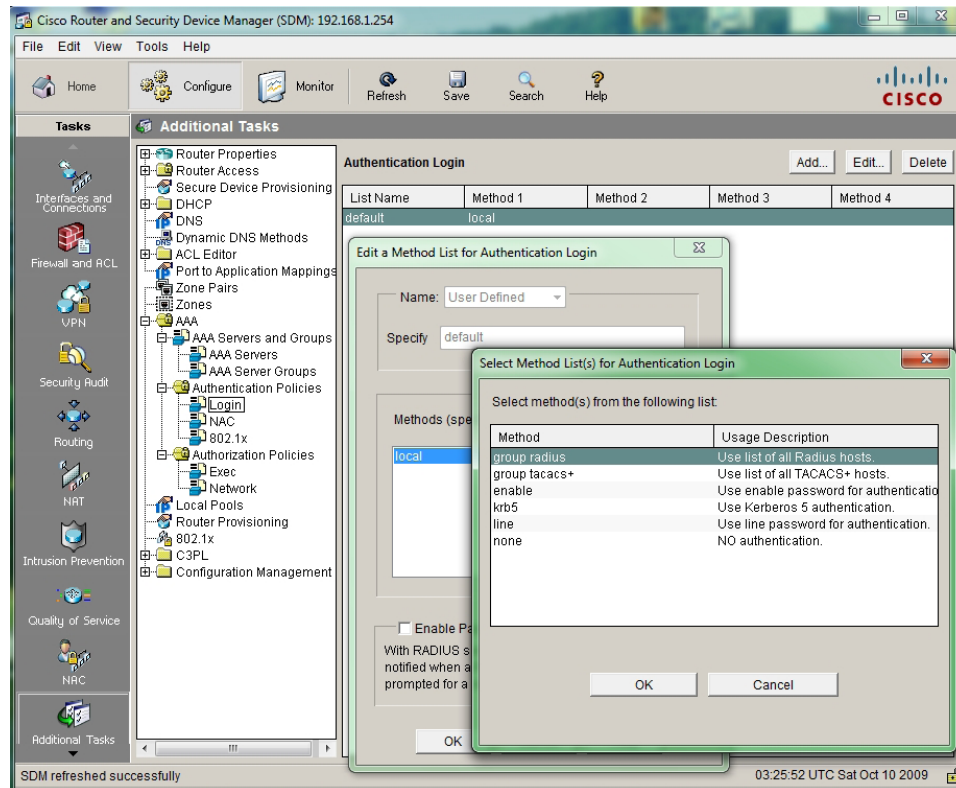 Cisco Router and Security Device Manager (SDM): 192.168.1.254
File Edit View Tools Help
Home
Configure
Monitor
Refresh
Save
Search
Help
CISCO
Tasks
Interfaces and Connections
Firewall and ACL
VPN
Security Audit
Routing
NAT
Intrusion Prevention
Quality of Service
NAC
Additional Tasks
Additional Tasks
Router Properties
Router Access
Secure Device Provisioning
DHCP
DNS
Dynamic DNS Methods
ACL Editor
Port to Application Mappings
Zone Pairs
Zones
AAA
AAA Servers and Groups
AAA Servers
AAA Server Groups
Authentication Policies
Login
NAC
802.1x
Authorization Policies
Exec
Network
Local Pools
Router Provisioning
802.1x
C3PL
Configuration Management
Authentication Login
Add... Edit... Delete
List Name Method 1 Method 2 Method 3 Method 4
default local
Edit a Method List for Authentication Login
Name: User Defined
Specify default
Methods (spe
local
Enable Pa
With RADIUS s
notified when a
prompted for a
OK
Select Method List(s) for Authentication Login
Select method(s) from the following list:
Method Usage Description
group radius Use list of all Radius hosts.
group tacacs+ Use list of all TACACS+ hosts.
enable Use enable password for authenticatio
krb5 Use Kerberos 5 authentication.
line Use line password for authentication.
none NO authentication.
OK Cancel
SDM refreshed successfully
03:25:52 UTC Sat Oct 10 2009